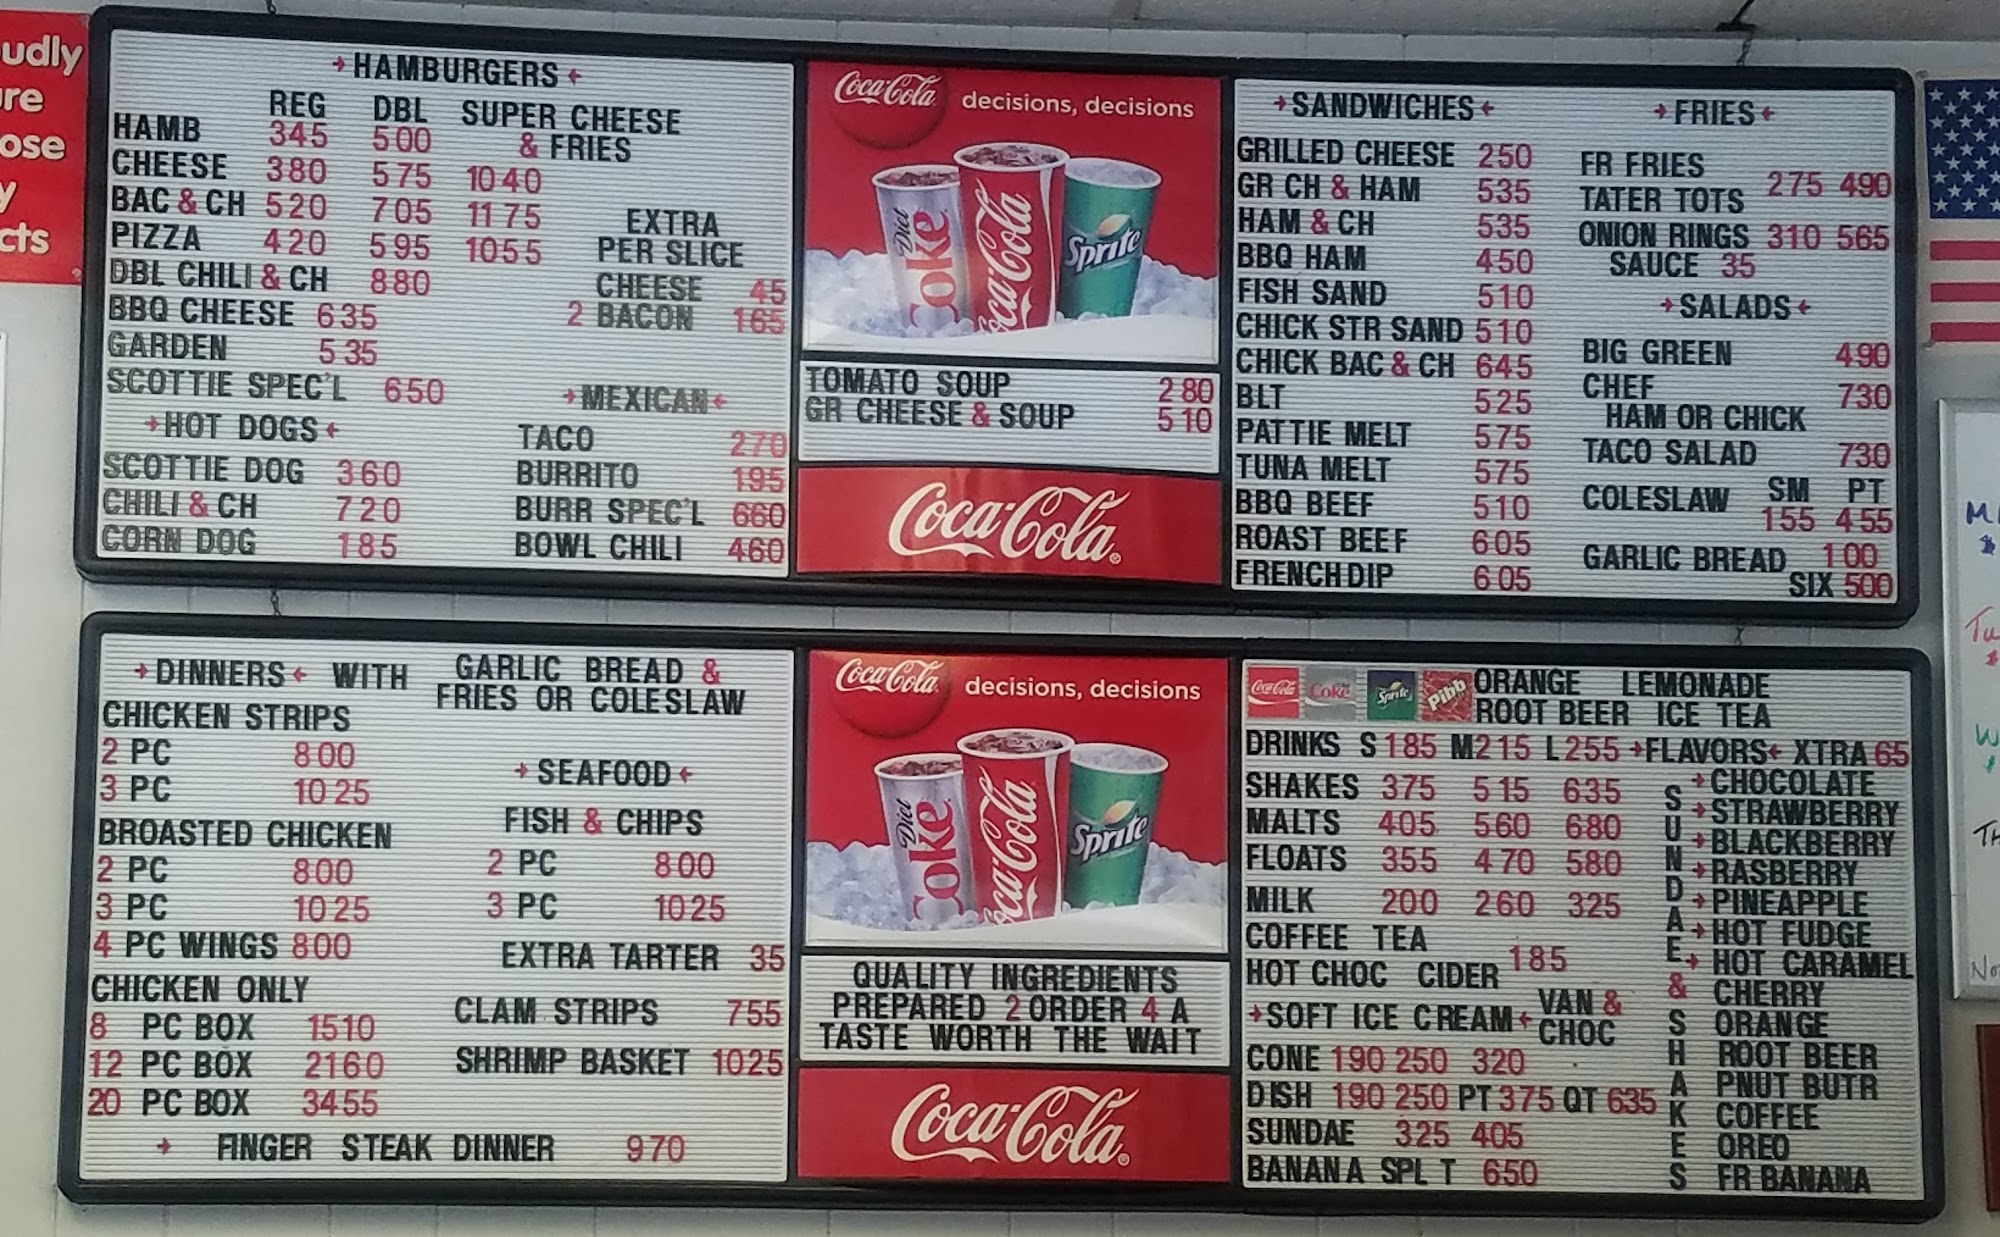 udly
ure
ose
y
cts
→HAMBURGERS←
REG DBL SUPER CHEESE
& FRIES
HAMB 345 500
CHEESE 380 575 1040
BAC & CH 520 705 1175
PIZZA 420 595 1055
DBL CHILI & CH 880
BBQ CHEESE 635
GARDEN 535
SCOTTIE SPEC'L 650
EXTRA
PER SLICE
CHEESE 45
2 BACON 165
→HOT DOGS←
SCOTTIE DOG 360
CHILI & CH 720
CORN DOG 185
→MEXICAN←
TACO 270
BURRITO 195
BURR SPEC'L 660
BOWL CHILI 460
Coca-Cola decisions, decisions
Diet Coke
Coca-Cola
Sprite
TOMATO SOUP 280
GR CHEESE & SOUP 510
Coca-Cola
→SANDWICHES←
GRILLED CHEESE 250
GR CH & HAM 535
HAM & CH 535
BBQ HAM 450
FISH SAND 510
CHICK STR SAND 510
CHICK BAC & CH 645
BLT 525
PATTIE MELT 575
TUNA MELT 575
BBQ BEEF 510
ROAST BEEF 605
FRENCH DIP 605
→FRIES←
FR FRIES
TATER TOTS 275 490
ONION RINGS 310 565
SAUCE 35
→SALADS←
BIG GREEN 490
CHEF 730
HAM OR CHICK
TACO SALAD 730
SM PT
COLESLAW 155 455
GARLIC BREAD 100
SIX 500
→DINNERS← WITH GARLIC BREAD &
FRIES OR COLESLAW
CHICKEN STRIPS
2 PC 800
3 PC 1025
BROASTED CHICKEN
2 PC 800
3 PC 1025
4 PC WINGS 800
CHICKEN ONLY
8 PC BOX 1510
12 PC BOX 2160
20 PC BOX 3455
→ FINGER STEAK DINNER 970
→SEAFOOD←
FISH & CHIPS
2 PC 800
3 PC 1025
EXTRA TARTER 35
CLAM STRIPS 755
SHRIMP BASKET 1025
Coca-Cola decisions, decisions
Diet Coke
Coca-Cola
Sprite
QUALITY INGREDIENTS
PREPARED 2 ORDER 4 A
TASTE WORTH THE WAIT
Coca-Cola
Coca-Cola Coke Sprite Pibb ORANGE LEMONADE
ROOT BEER ICE TEA
DRINKS S 185 M 215 L 255 →FLAVORS← XTRA 65
SHAKES 375 515 635
MALTS 405 560 680
FLOATS 355 470 580
MILK 200 260 325
COFFEE TEA
HOT CHOC CIDER 185
→SOFT ICE CREAM← VAN &
CHOC
CONE 190 250 320
DISH 190 250 PT 375 QT 635
SUNDAE 325 405
BANANA SPL T 650
SUNDAE & SHAKES
→CHOCOLATE
→STRAWBERRY
→BLACKBERRY
→RASBERRY
→PINEAPPLE
→HOT FUDGE
→HOT CARAMEL
CHERRY
ORANGE
ROOT BEER
PNUT BUTR
COFFEE
OREO
FR BANANA